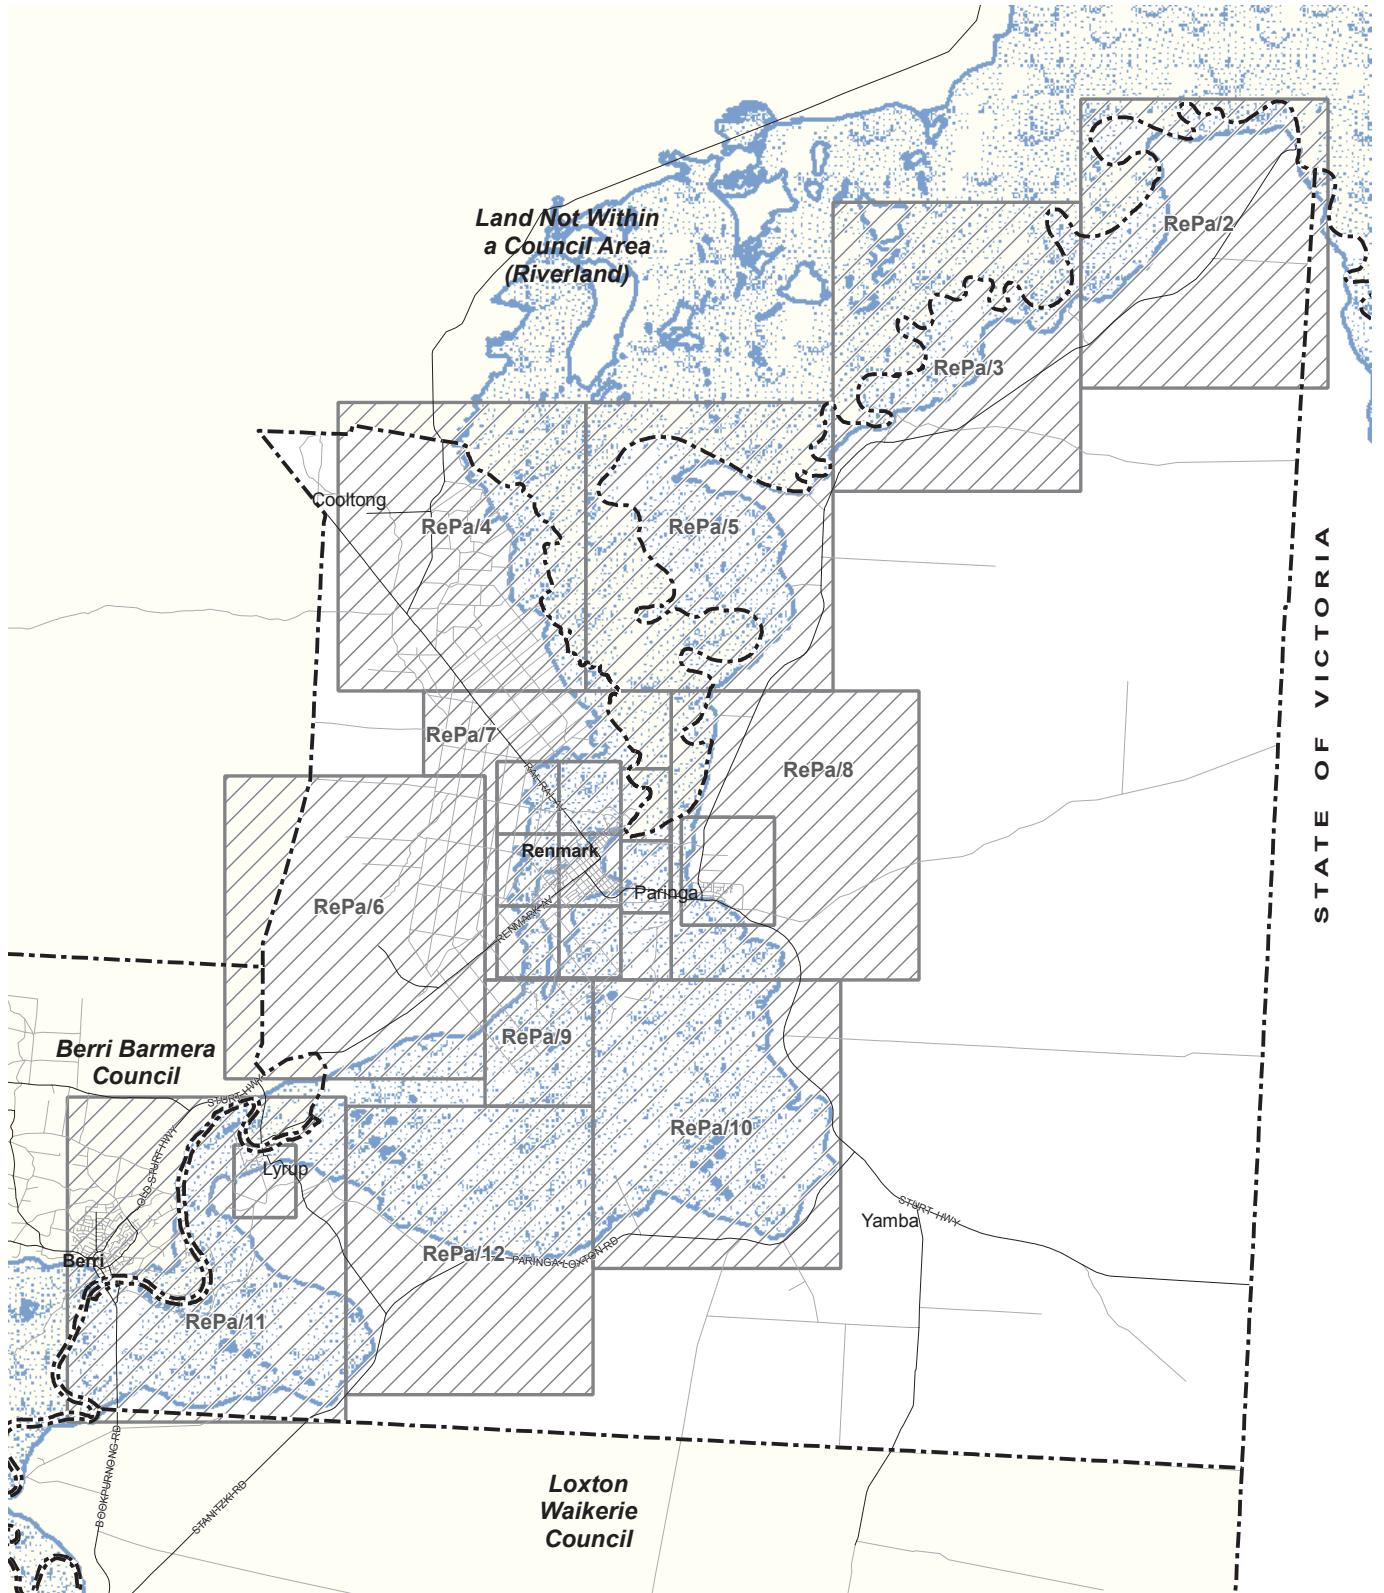 Land Not Within
a Council Area
(Riverland)
RePa/2
RePa/3
Cooltong
RePa/4
RePa/5
STATE OF VICTORIA
RePa/7
RAL RAL AV
RePa/8
Renmark
Paringa
RePa/6
RENMARK AV
RePa/9
Berri Barmera
Council
STURT HWY
OLD STURT HWY
RePa/10
Lyrup
STURT HWY
Yamba
RePa/12
PARINGA-LOXTON RD
Berri
RePa/11
BOOKPURNONG RD
STANITZKI RD
Loxton
Waikerie
Council